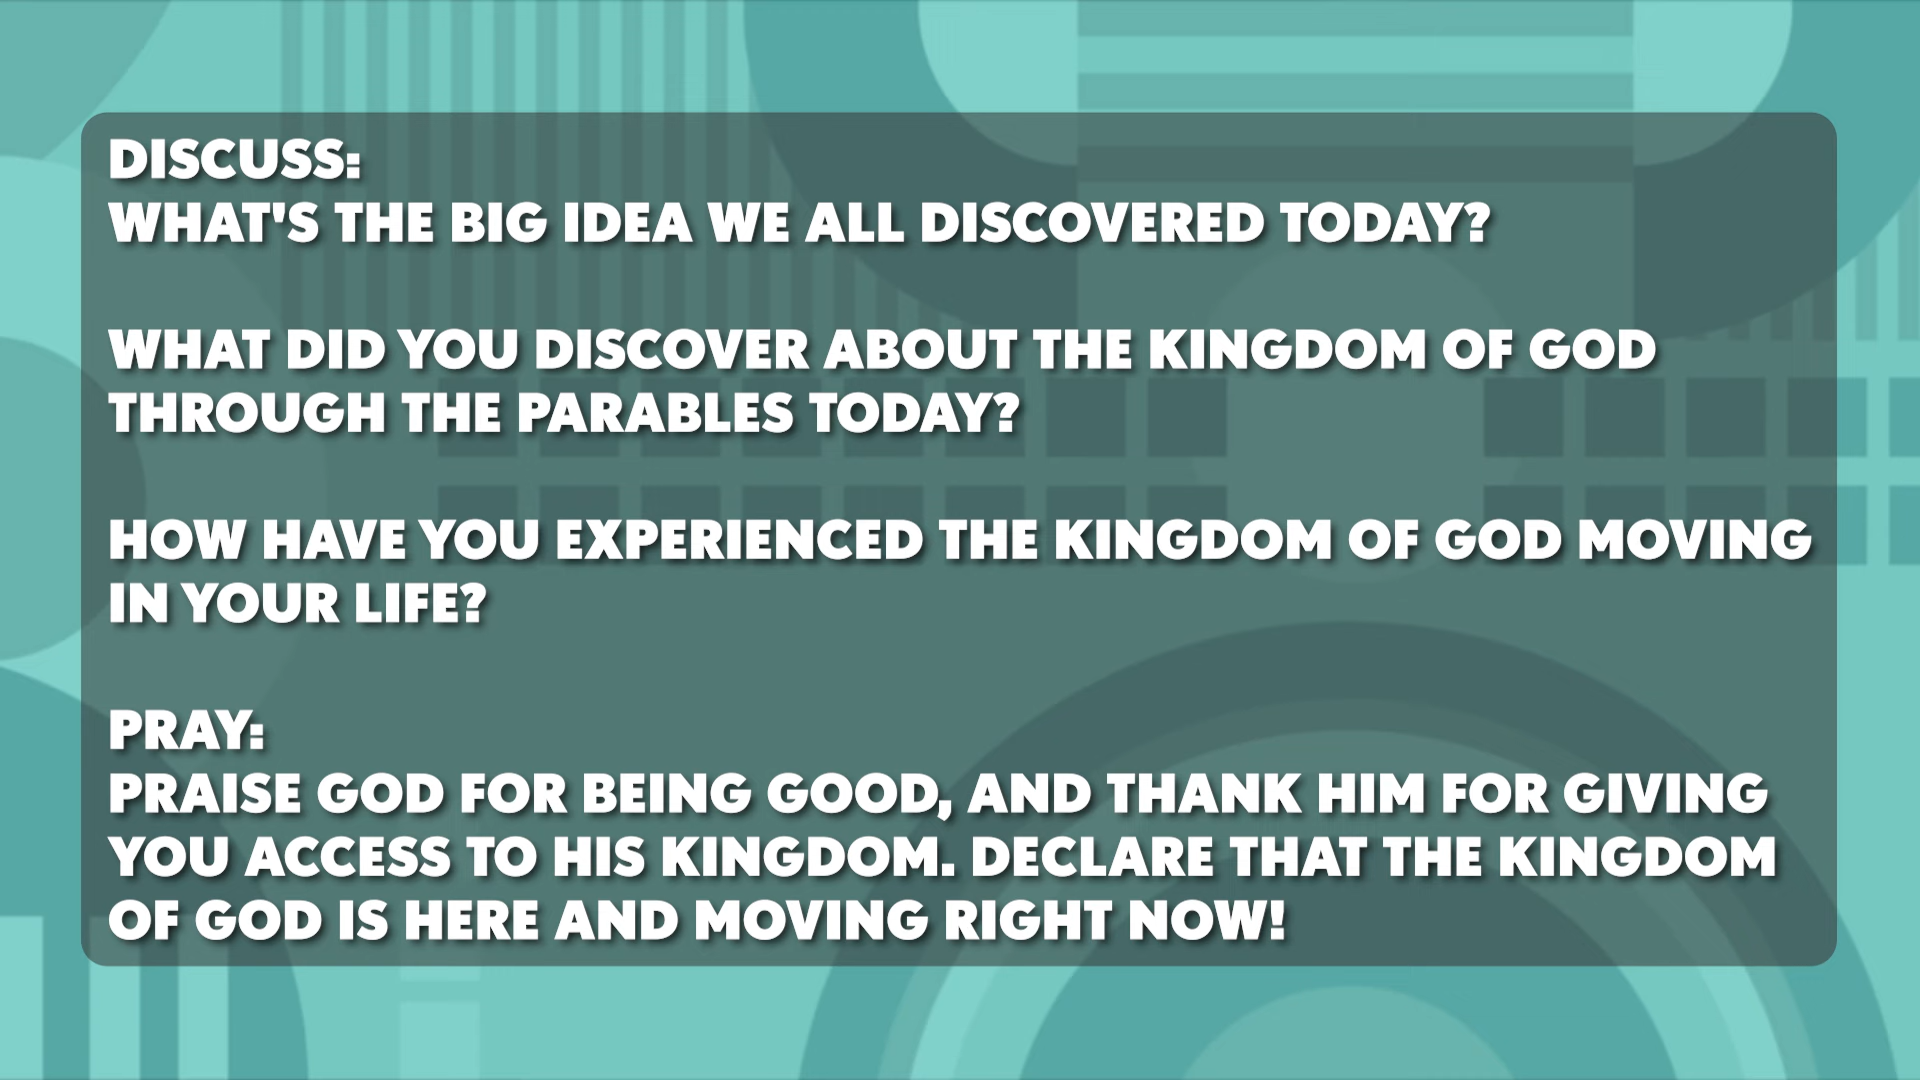 DISCUSS:
WHAT'S THE BIG IDEA WE ALL DISCOVERED TODAY?
WHAT DID YOU DISCOVER ABOUT THE KINGDOM OF GOD
THROUGH THE PARABLES TODAY?
HOW HAVE YOU EXPERIENCED THE KINGDOM OF GOD MOVING
IN YOUR LIFE?
PRAY:
PRAISE GOD FOR BEING GOOD, AND THANK HIM FOR GIVING
YOU ACCESS TO HIS KINGDOM. DECLARE THAT THE KINGDOM
OF GOD IS HERE AND MOVING RIGHT NOW!